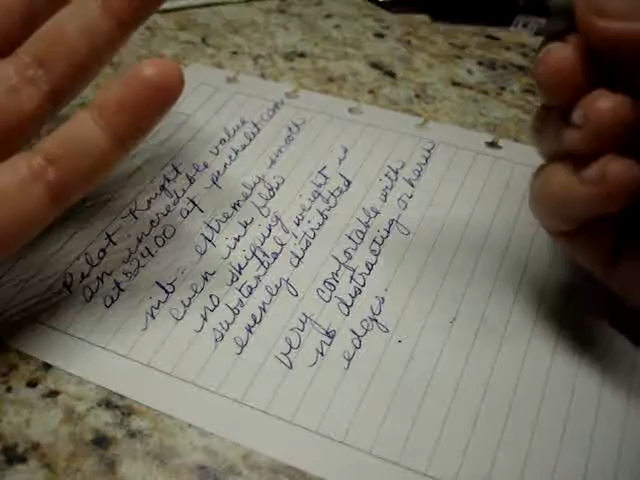 Pilot Knight
an incredible value
at $24.00 at penchalet.com
nib - extremely smooth
even ink flow
no skipping
substantial weight is
evenly distributed
very comfortable with
no distracting or harsh
edges.